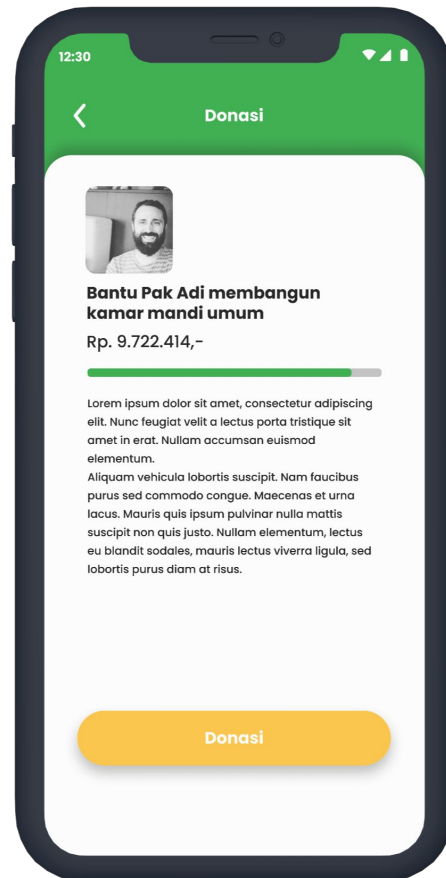 12:30
Donasi
Bantu Pak Adi membangun
kamar mandi umum
Rp. 9.722.414,-
Lorem ipsum dolor sit amet, consectetur adipiscing
elit. Nunc feugiat velit a lectus porta tristique sit
amet in erat. Nullam accumsan euismod
elementum.
Aliquam vehicula lobortis suscipit. Nam faucibus
purus sed commodo congue. Maecenas et urna
lacus. Mauris quis ipsum pulvinar nulla mattis
suscipit non quis justo. Nullam elementum, lectus
eu blandit sodales, mauris lectus viverra ligula, sed
lobortis purus diam at risus.
Donasi